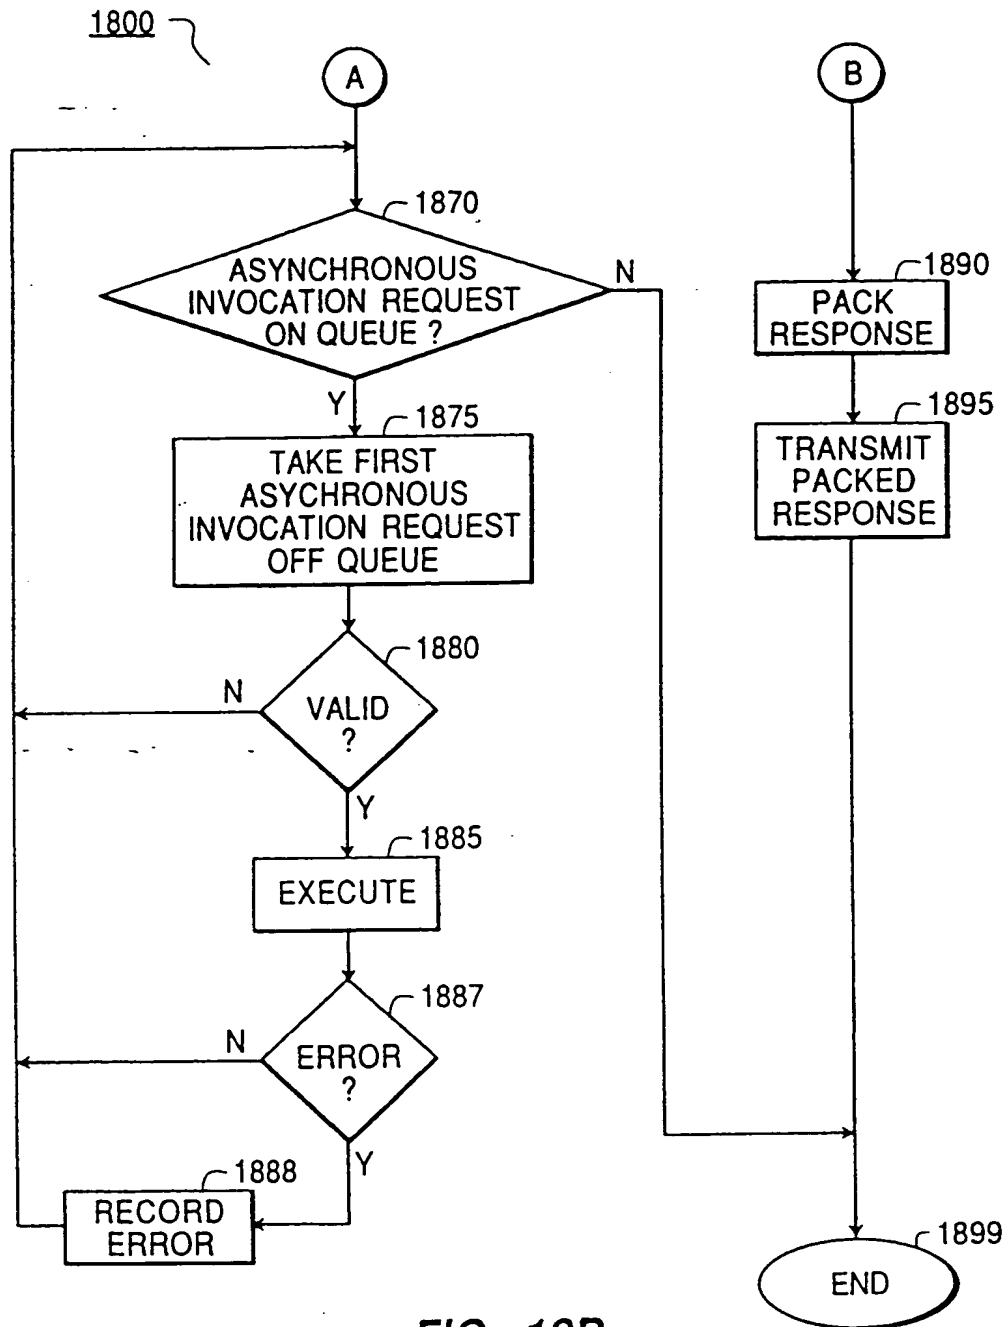 1800
A
B
1870
ASYNCHRONOUS
INVOCATION REQUEST
ON QUEUE ?
N
1890
PACK
RESPONSE
Y
1875
TAKE FIRST
ASYCHRONOUS
INVOCATION REQUEST
OFF QUEUE
1895
TRANSMIT
PACKED
RESPONSE
1880
N
VALID
?
Y
1885
EXECUTE
1887
N
ERROR
?
Y
1888
RECORD
ERROR
1899
END